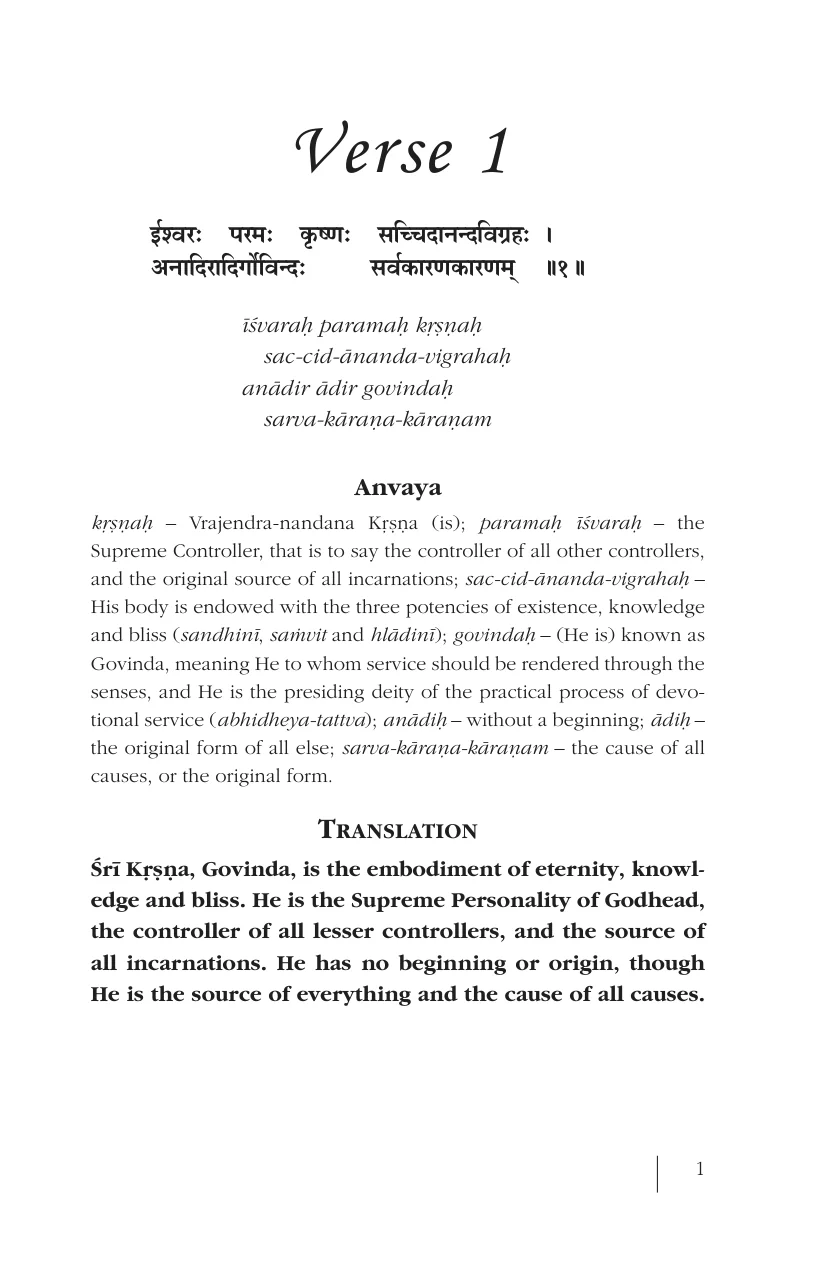 Verse 1
ईश्वरः परमः कृष्णः सच्चिदानन्दविग्रहः ।
अनादिरादिर्गोविन्दः सर्वकारणकारणम् ॥१॥
īśvaraḥ paramaḥ kṛṣṇaḥ
sac-cid-ānanda-vigrahaḥ
anādir ādir govindaḥ
sarva-kāraṇa-kāraṇam
Anvaya
kṛṣṇaḥ – Vrajendra-nandana Kṛṣṇa (is); paramaḥ īśvaraḥ – the
Supreme Controller, that is to say the controller of all other controllers,
and the original source of all incarnations; sac-cid-ānanda-vigrahaḥ –
His body is endowed with the three potencies of existence, knowledge
and bliss (sandhinī, saṁvit and hlādinī); govindaḥ – (He is) known as
Govinda, meaning He to whom service should be rendered through the
senses, and He is the presiding deity of the practical process of devo-
tional service (abhidheya-tattva); anādiḥ – without a beginning; ādiḥ –
the original form of all else; sarva-kāraṇa-kāraṇam – the cause of all
causes, or the original form.
TRANSLATION
Śrī Kṛṣṇa, Govinda, is the embodiment of eternity, knowl-
edge and bliss. He is the Supreme Personality of Godhead,
the controller of all lesser controllers, and the source of
all incarnations. He has no beginning or origin, though
He is the source of everything and the cause of all causes.
1